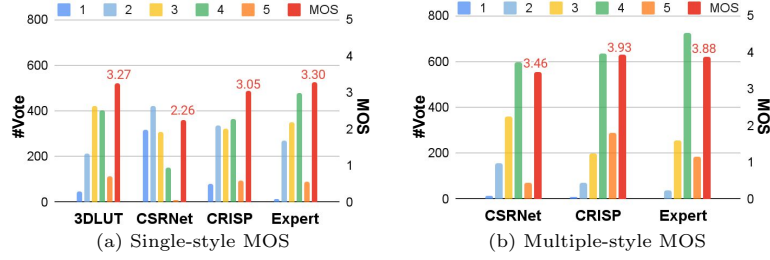 1 2 3 4 5 MOS
800
600
400
200
0
#Vote
5
4
3
2
1
0
MOS
3.27
2.26
3.05
3.30
3DLUT CSRNet CRISP Expert
(a) Single-style MOS
1 2 3 4 5 MOS
800
600
400
200
0
#Vote
5
4
3
2
1
0
MOS
3.46
3.93
3.88
CSRNet CRISP Expert
(b) Multiple-style MOS